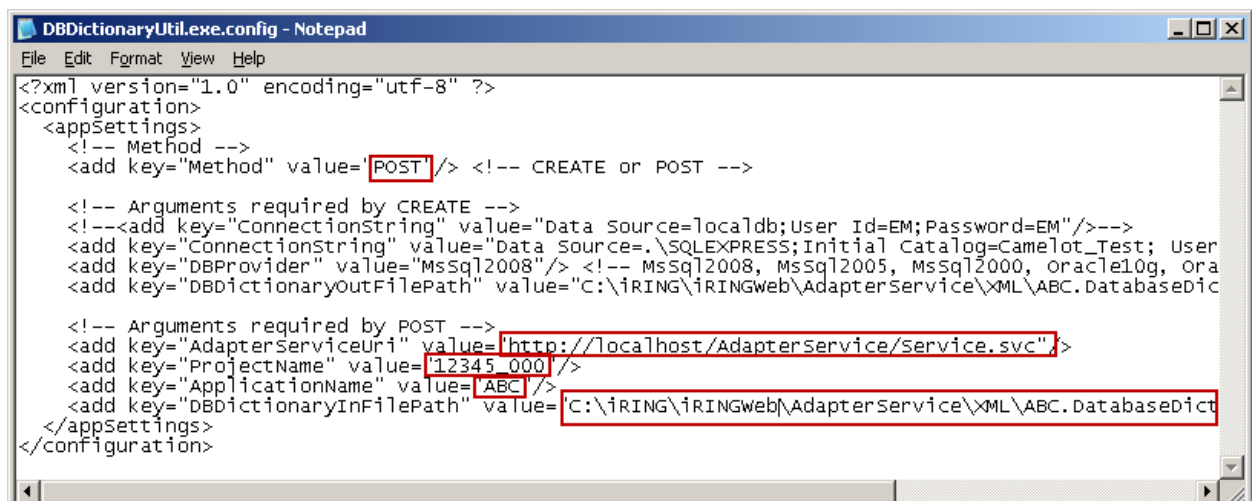 DBDictionaryUtil.exe.config - Notepad
File Edit Format View Help
<?xml version="1.0" encoding="utf-8" ?>
<configuration>
  <appSettings>
    <!-- Method -->
    <add key="Method" value="POST"/> <!-- CREATE or POST -->

    <!-- Arguments required by CREATE -->
    <!--<add key="ConnectionString" value="Data Source=localdb;User Id=EM;Password=EM"/>-->
    <add key="ConnectionString" value="Data Source=.\SQLEXPRESS;Initial Catalog=Camelot_Test; User
    <add key="DBProvider" value="MsSql2008"/> <!-- MsSql2008, MsSql2005, MsSql2000, Oracle10g, Ora
    <add key="DBDictionaryOutFilePath" value="C:\iRING\iRINGWeb\AdapterService\XML\ABC.DatabaseDic

    <!-- Arguments required by POST -->
    <add key="AdapterServiceUri" value="http://localhost/AdapterService/Service.svc"/>
    <add key="ProjectName" value="12345_000"/>
    <add key="ApplicationName" value="ABC"/>
    <add key="DBDictionaryInFilePath" value="C:\iRING\iRINGWeb\AdapterService\XML\ABC.DatabaseDict
  </appSettings>
</configuration>